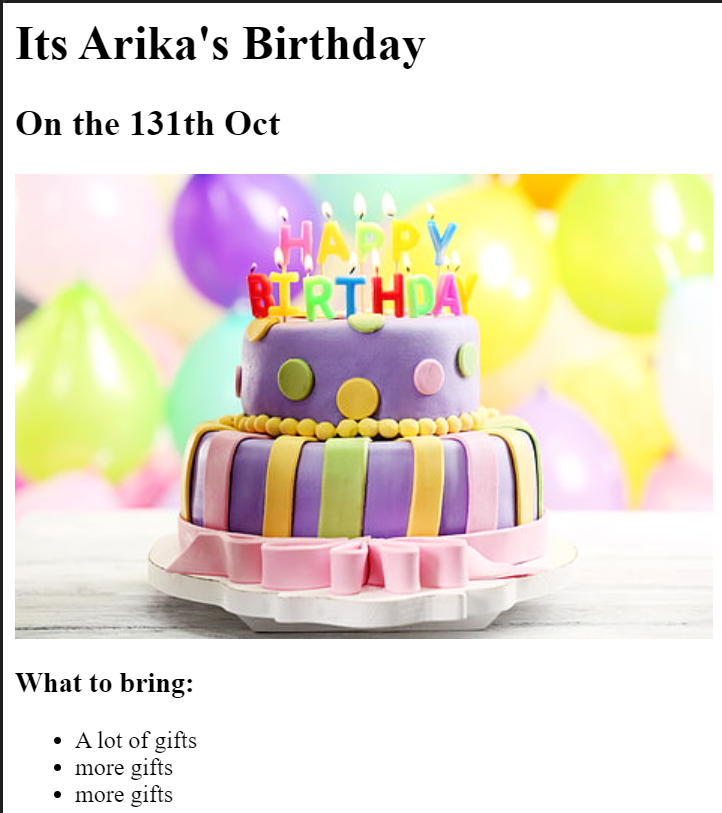 Its Arika's Birthday
On the 131th Oct
HAPPY
BIRTHDAY
What to bring:
A lot of gifts
more gifts
more gifts